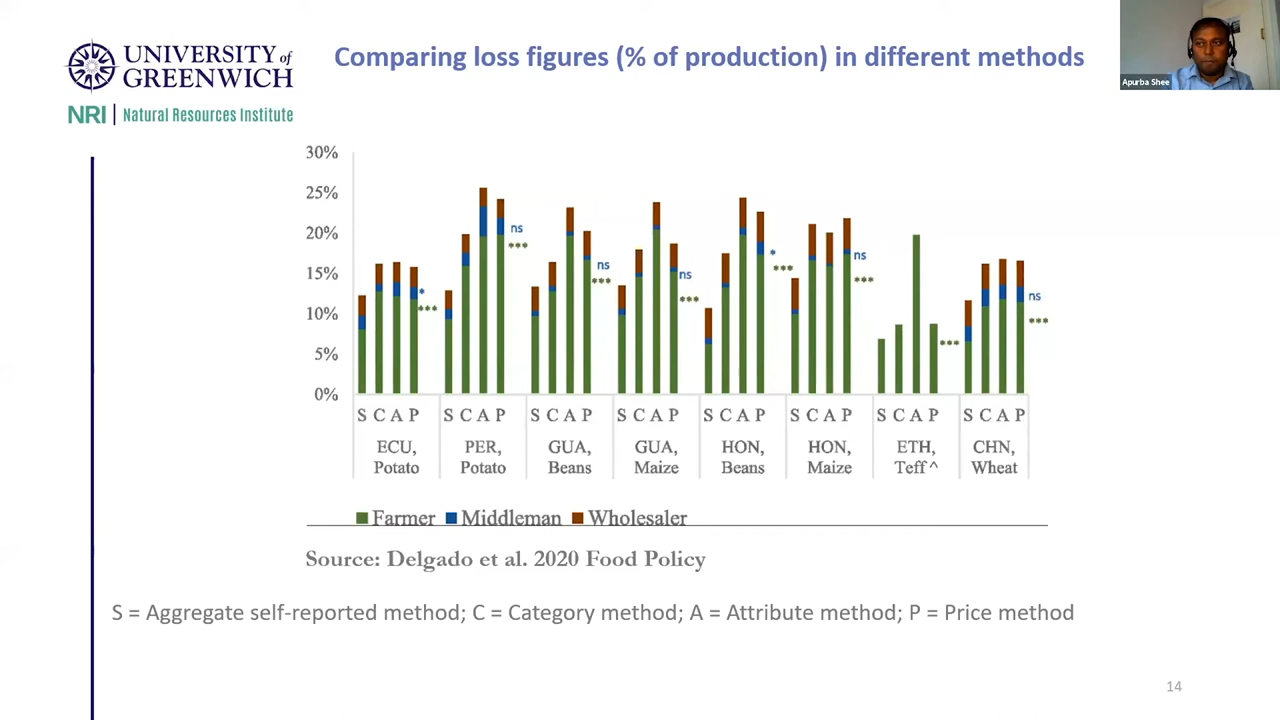 UNIVERSITY of
GREENWICH
NRI | Natural Resources Institute
Comparing loss figures (% of production) in different methods
Apurba Shee
30%
25%
20%
15%
10%
5%
0%
*
***
ns
***
ns
***
ns
***
*
***
ns
***
***
ns
***
S C A P S C A P S C A P S C A P S C A P S C A P S C A P S C A P
ECU, PER, GUA, GUA, HON, HON, ETH, CHN,
Potato Potato Beans Maize Beans Maize Teff ^ Wheat
Farmer Middleman Wholesaler
Source: Delgado et al. 2020 Food Policy
S = Aggregate self-reported method; C = Category method; A = Attribute method; P = Price method
14